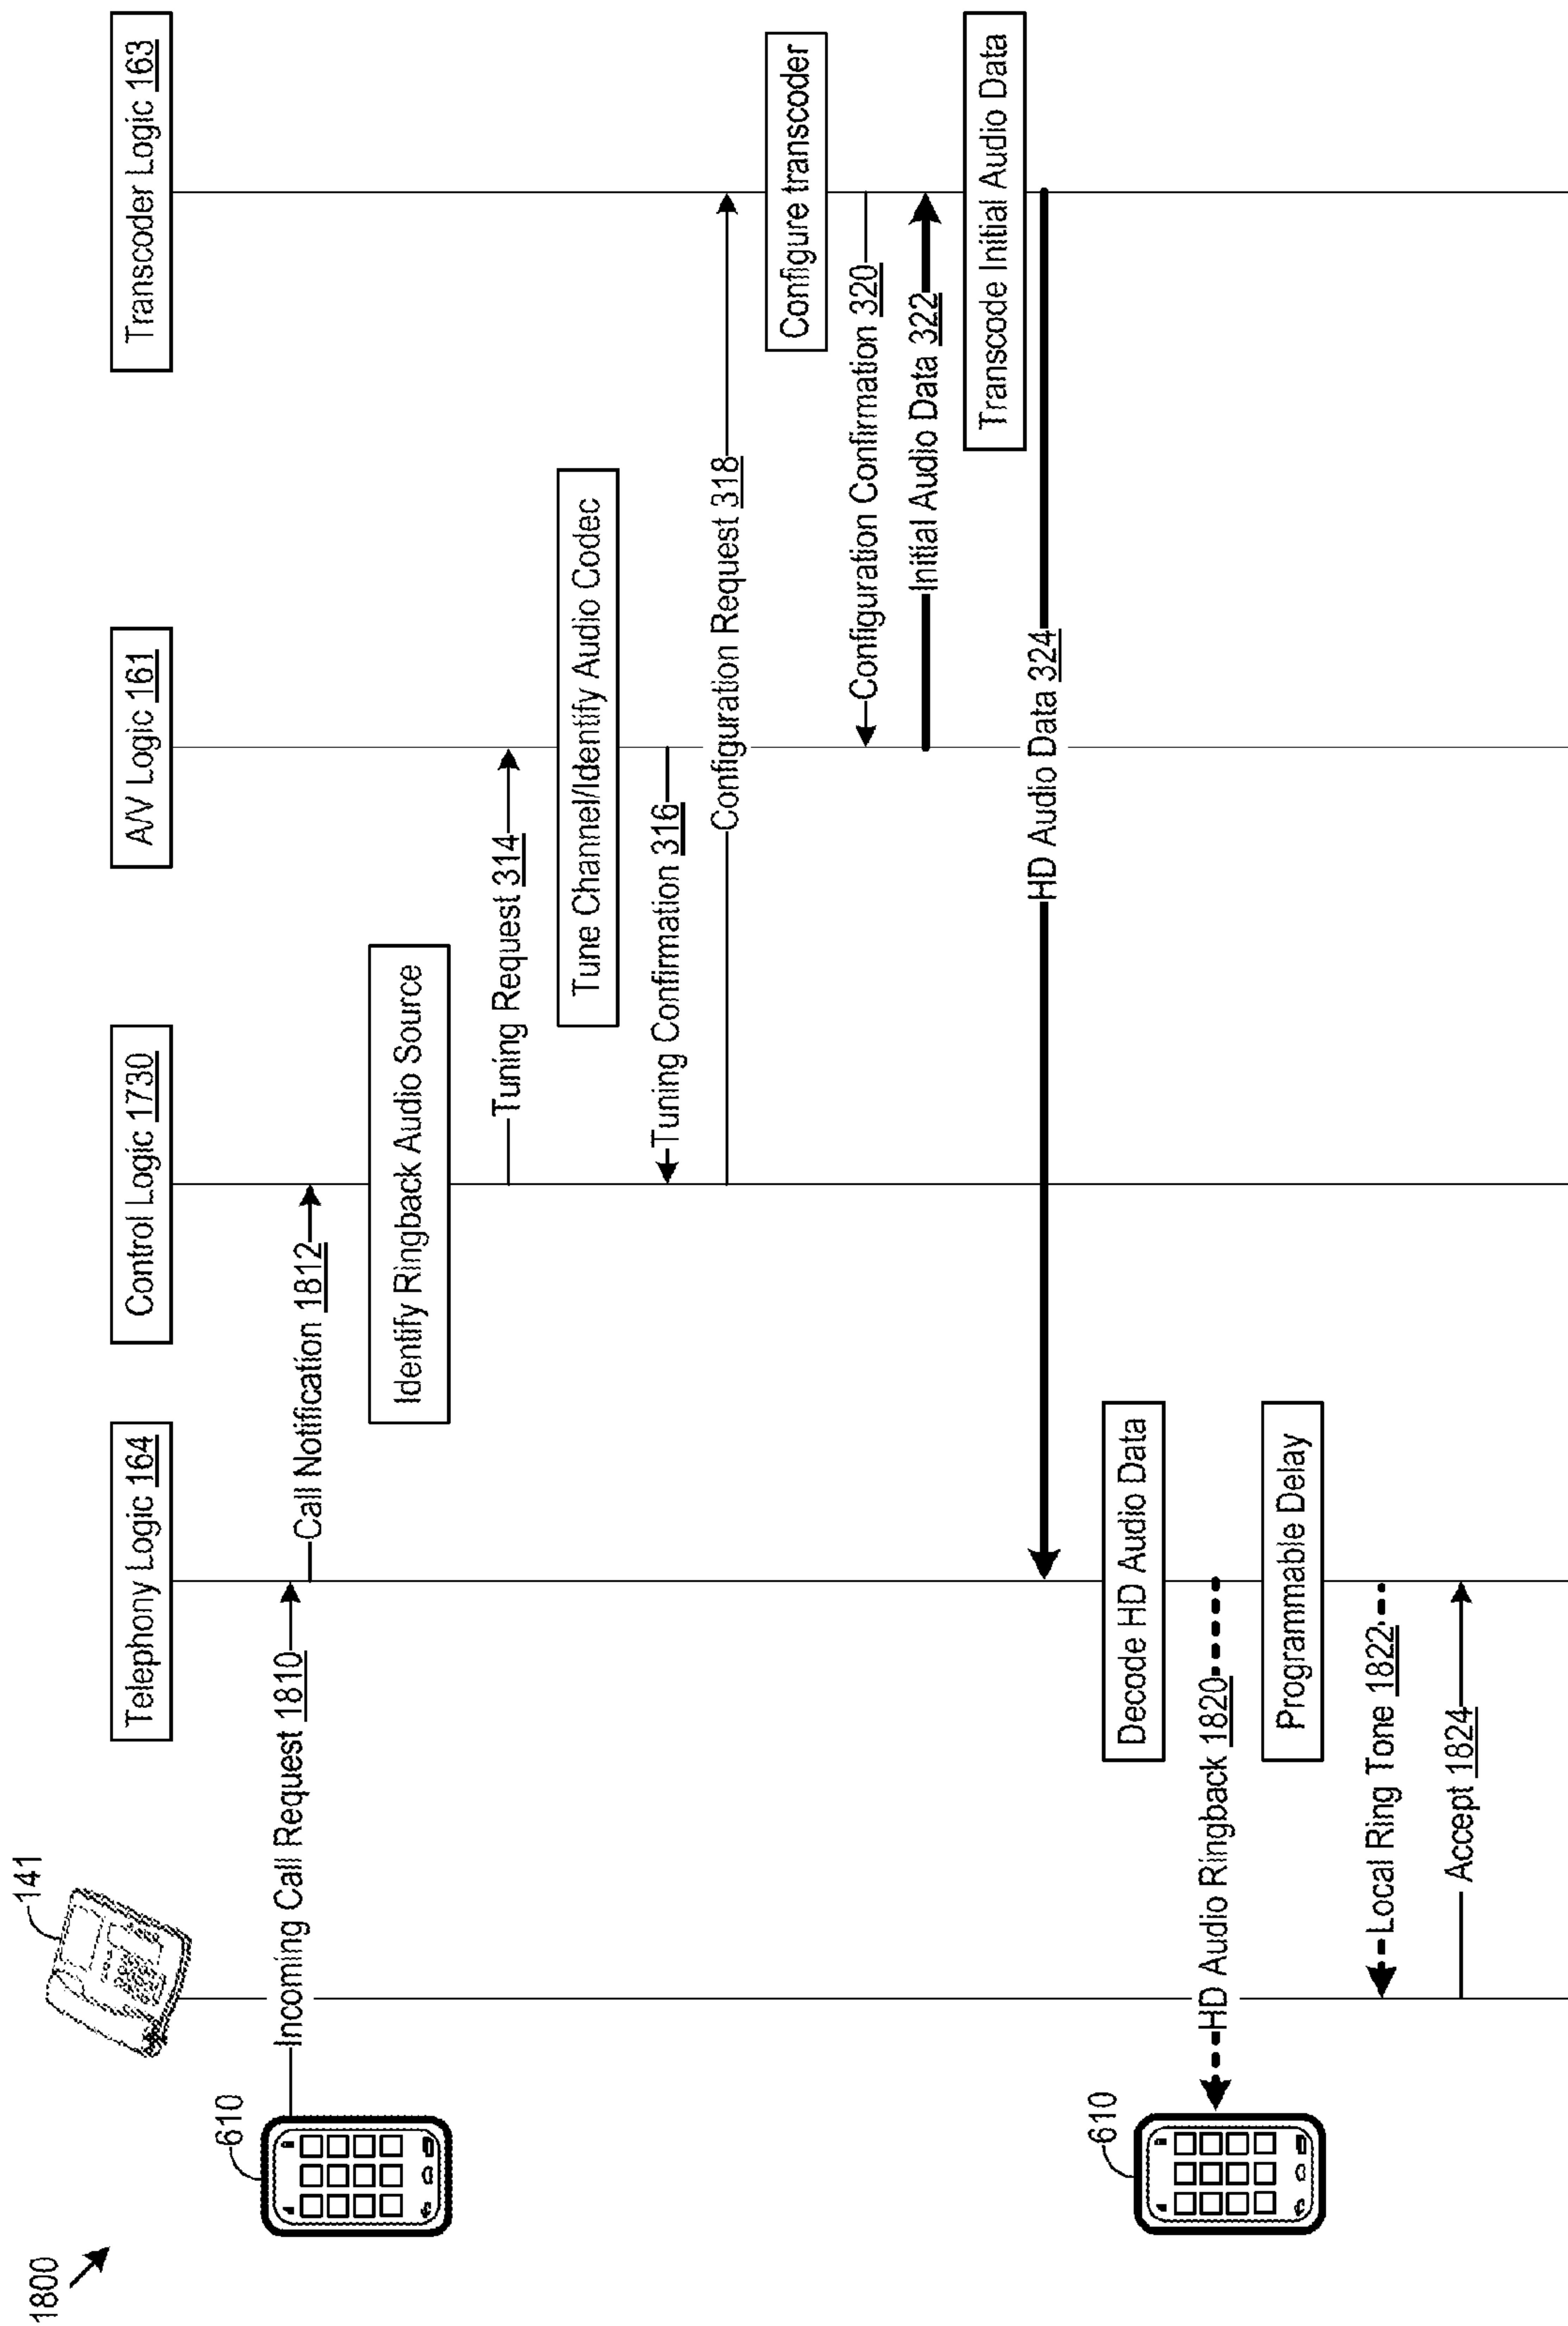 1800
141
Telephony Logic 164
Control Logic 1730
A/V Logic 161
Transcoder Logic 163
610
Incoming Call Request 1810
Call Notification 1812
Identify Ringback Audio Source
Tuning Request 314
Tune Channel/Identify Audio Codec
Tuning Confirmation 316
Configuration Request 318
Configure transcoder
Configuration Confirmation 320
Initial Audio Data 322
Transcode Initial Audio Data
HD Audio Data 324
Decode HD Audio Data
610
HD Audio Ringback 1820
Programmable Delay
Local Ring Tone 1822
Accept 1824